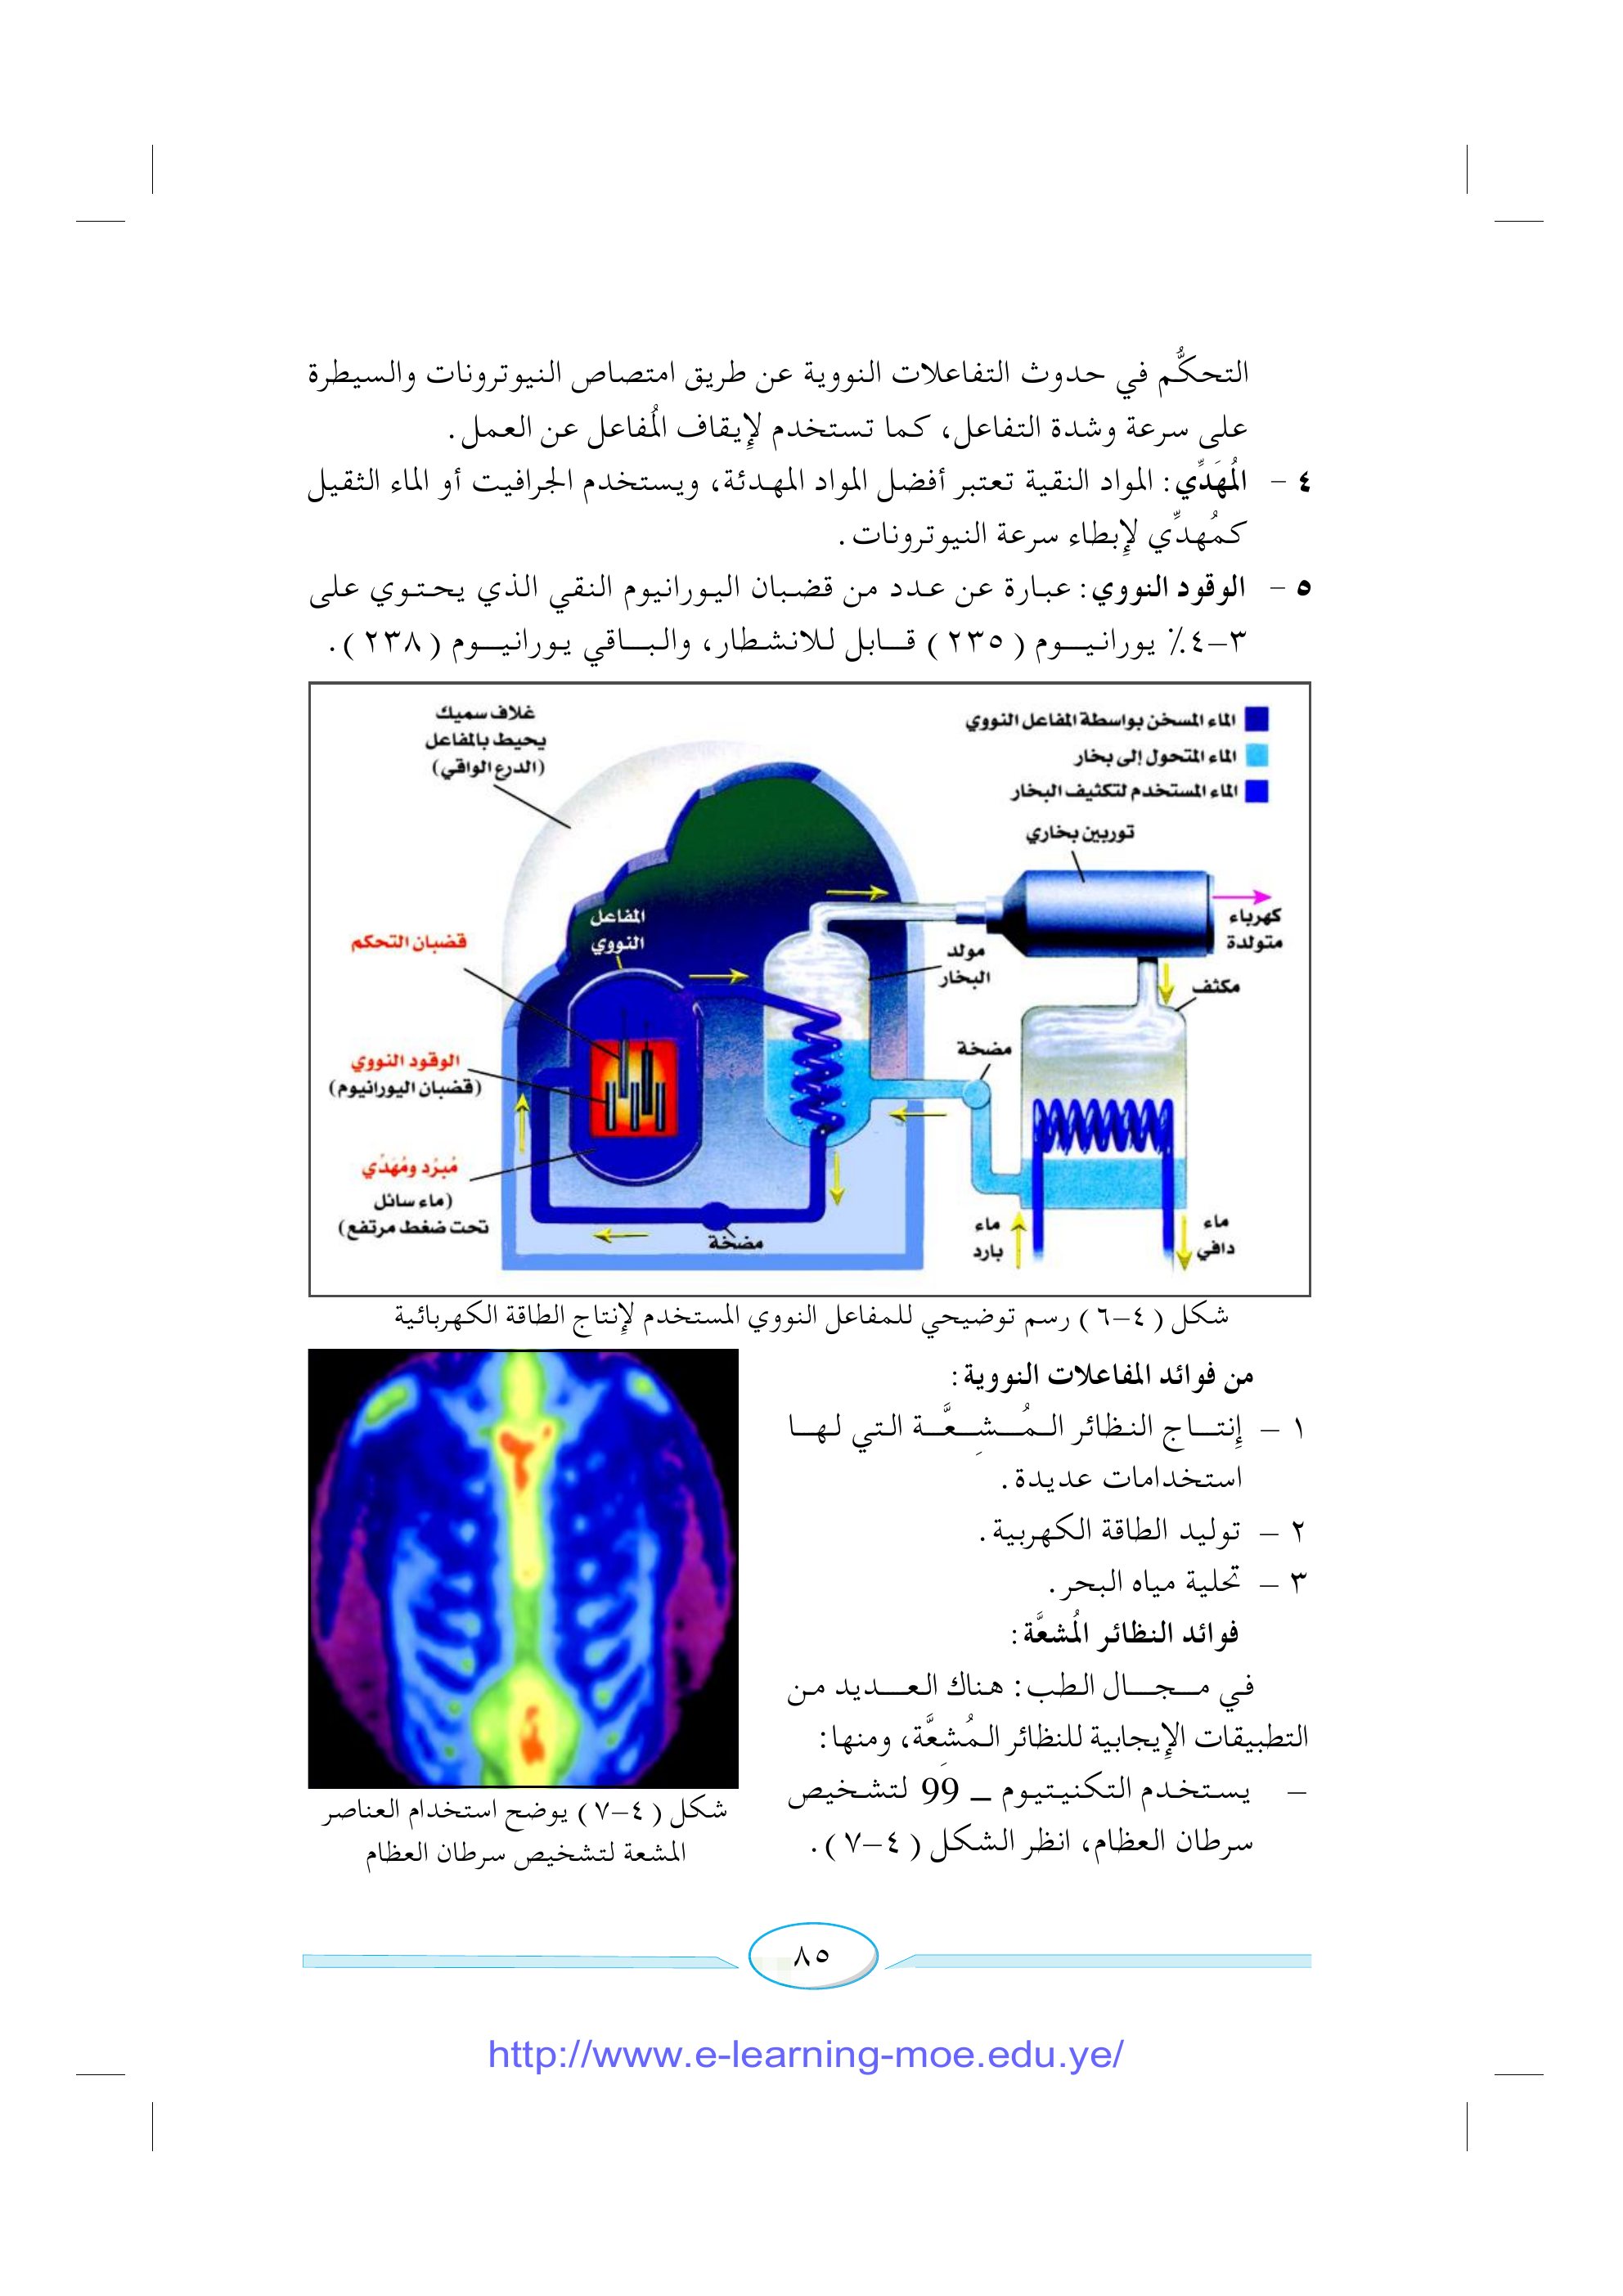 التحكُّم في حدوث التفاعلات النووية عن طريق امتصاص النيوترونات والسيطرة
على سرعة وشدة التفاعل، كما تستخدم لإيقاف المُفاعل عن العمل.
٤ – المُهَدِّي: المواد النقية تعتبر أفضل المواد المهدئة، ويستخدم الجرافيت أو الماء الثقيل
كمُهدِّي لإبطاء سرعة النيوترونات.
٥ – الوقود النووي: عبارة عن عدد من قضبان اليورانيوم النقي الذي يحتوي على
٣–٤٪ يورانيوم (٢٣٥) قابل للانشطار، والباقي يورانيوم (٢٣٨).
الماء المسخن بواسطة المفاعل النووي
الماء المتحول إلى بخار
الماء المستخدم لتكثيف البخار
غلاف سميك
يحيط بالمفاعل
(الدرع الواقي)
توربين بخاري
كهرباء
متولدة
المفاعل
النووي
قضبان التحكم
مولد
البخار
مكثف
مضخة
الوقود النووي
(قضبان اليورانيوم)
مُبرّد ومُهَدِّي
(ماء سائل
تحت ضغط مرتفع)
مضخة
ماء
بارد
ماء
دافي
شكل (٤–٦) رسم توضيحي للمفاعل النووي المستخدم لإنتاج الطاقة الكهربائية
من فوائد المفاعلات النووية:
١ – إنتاج النظائر المُشِعَّة التي لها
استخدامات عديدة.
٢ – توليد الطاقة الكهربية.
٣ – تحلية مياه البحر.
فوائد النظائر المُشعَّة:
في مجال الطب: هناك العديد من
التطبيقات الإيجابية للنظائر المُشِعَّة، ومنها:
– يستخدم التكنيتيوم – 99 لتشخيص
سرطان العظام، انظر الشكل (٤–٧).
شكل (٤–٧) يوضح استخدام العناصر
المشعة لتشخيص سرطان العظام
٨٥
http://www.e-learning-moe.edu.ye/